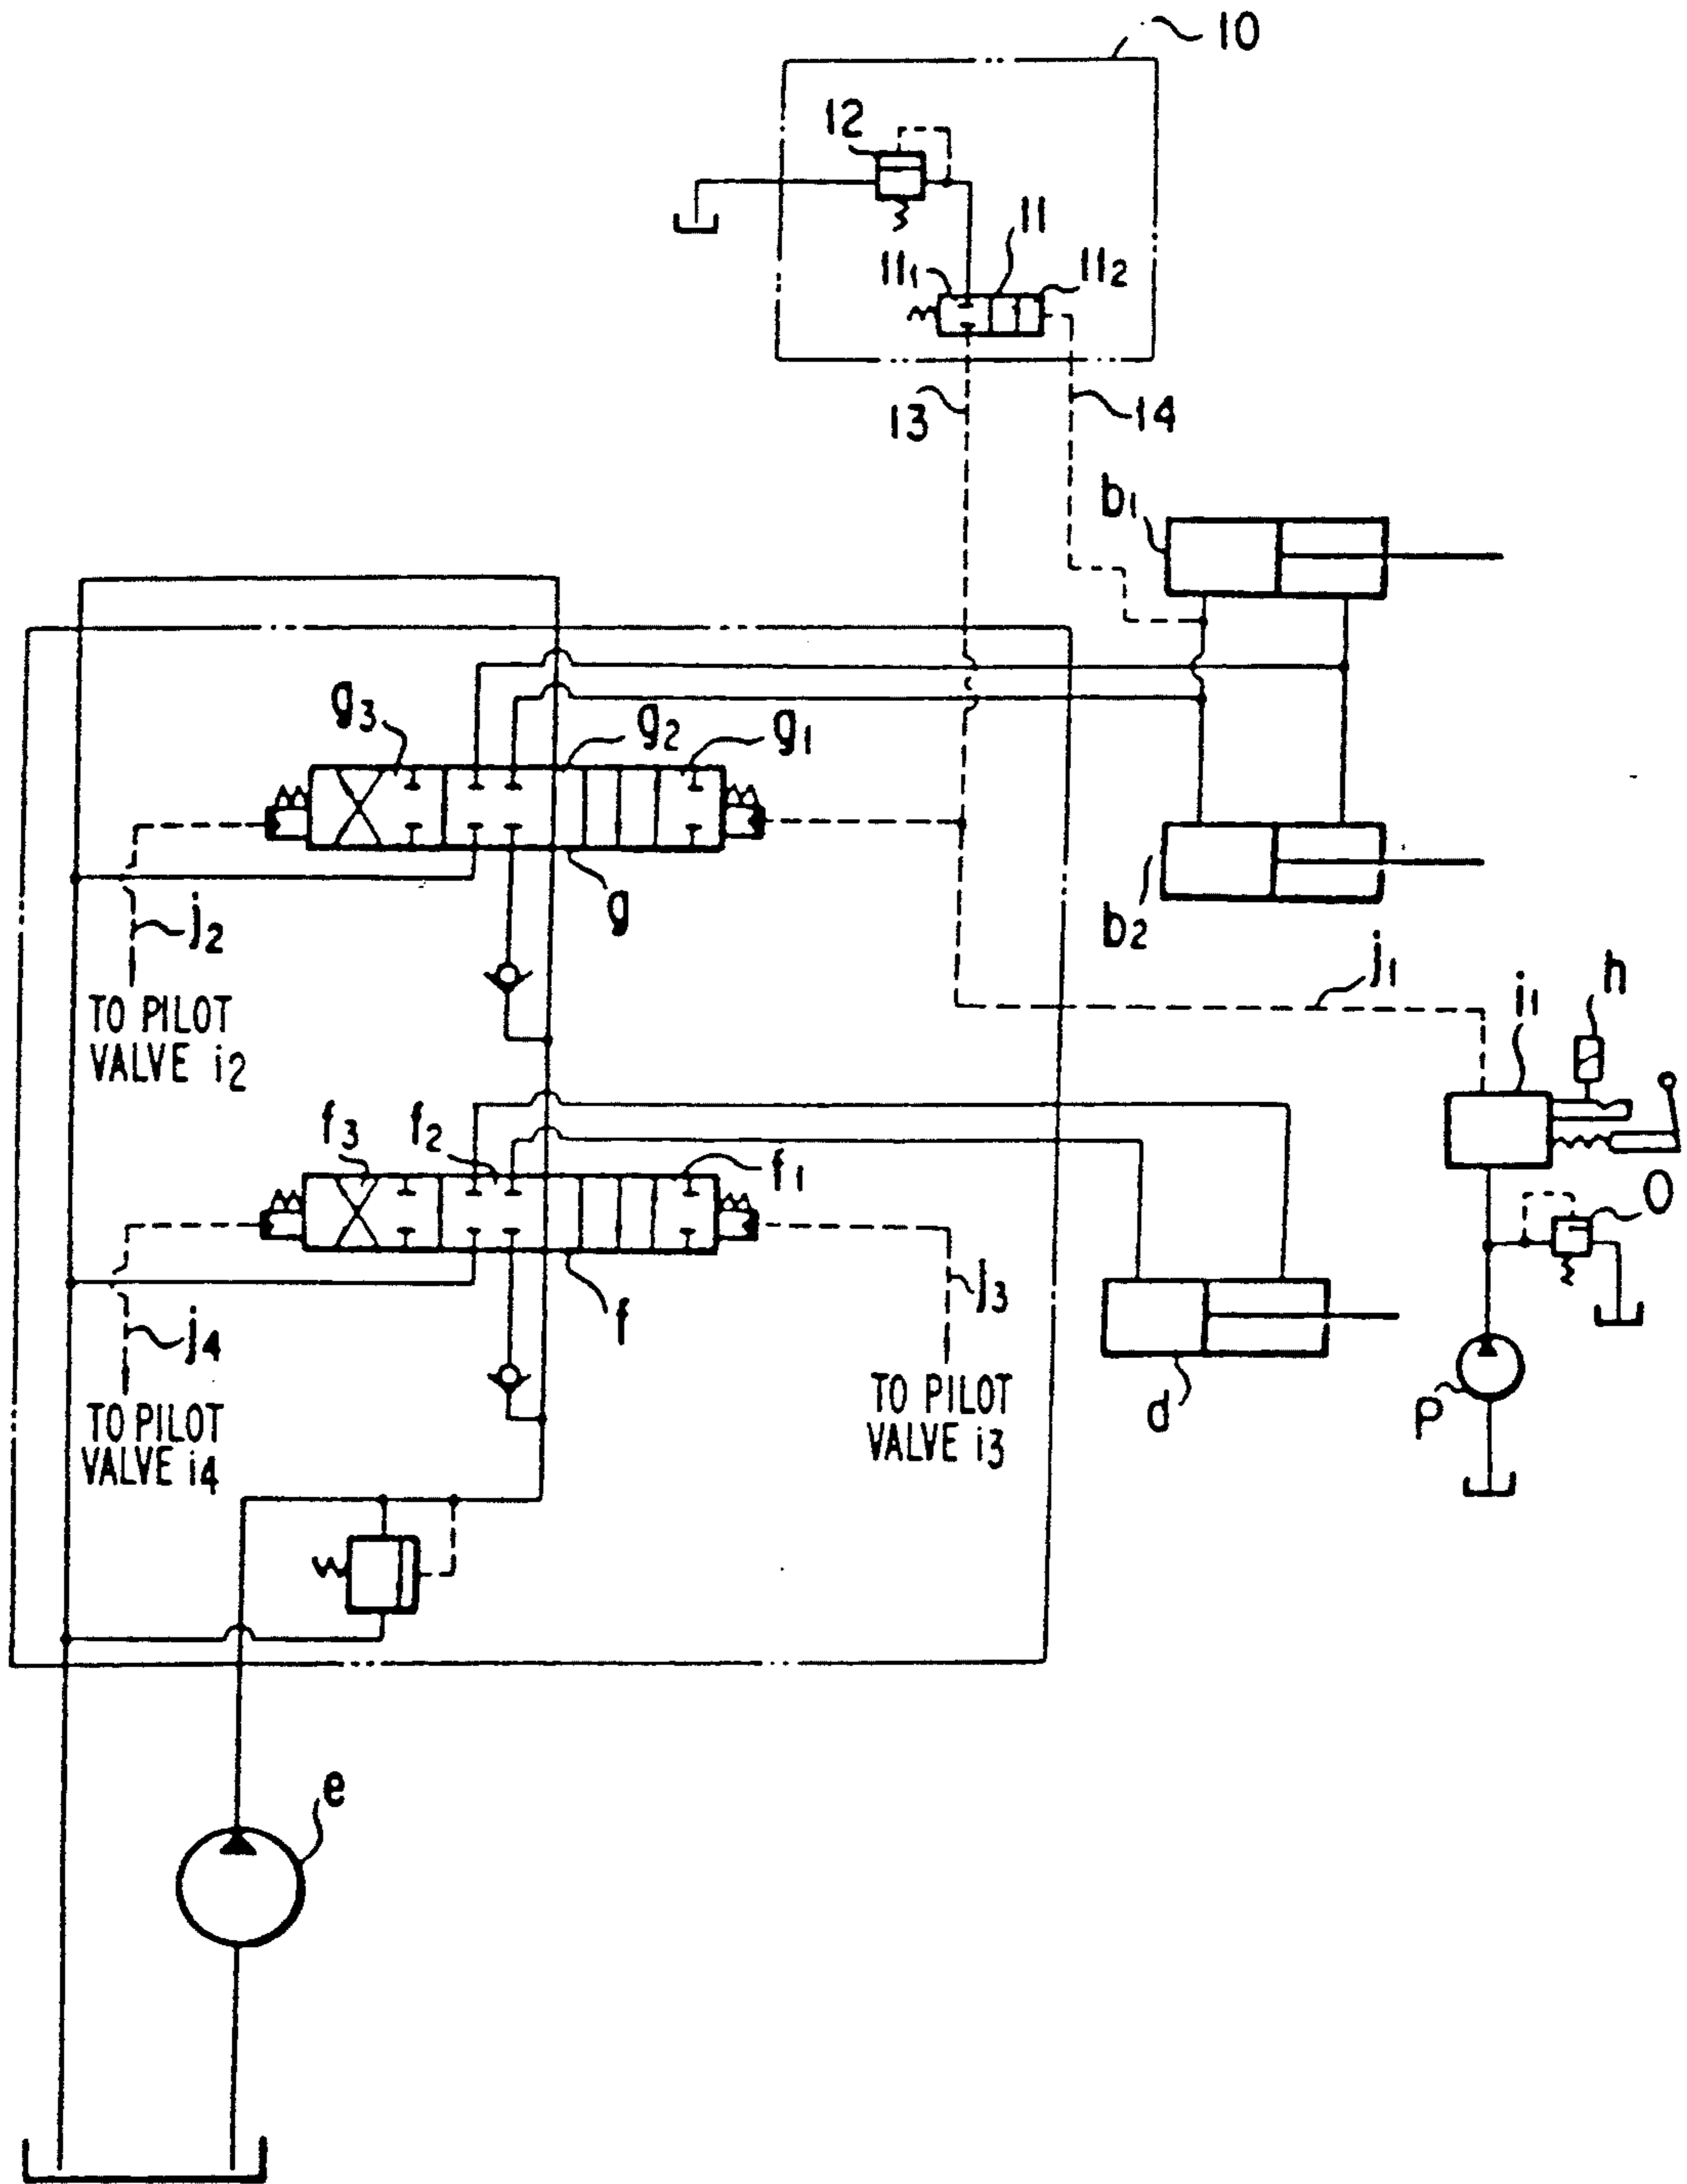 10
12
11
11₁
11₂
13
14
b₁
g₃
g₂
g₁
j₂
g
b₂
TO PILOT
VALVE i₂
j₁
i₁
h
f₃
f₂
f₁
O
j₄
f
j₃
TO PILOT
VALVE i₄
TO PILOT
VALVE i₃
d
P
e